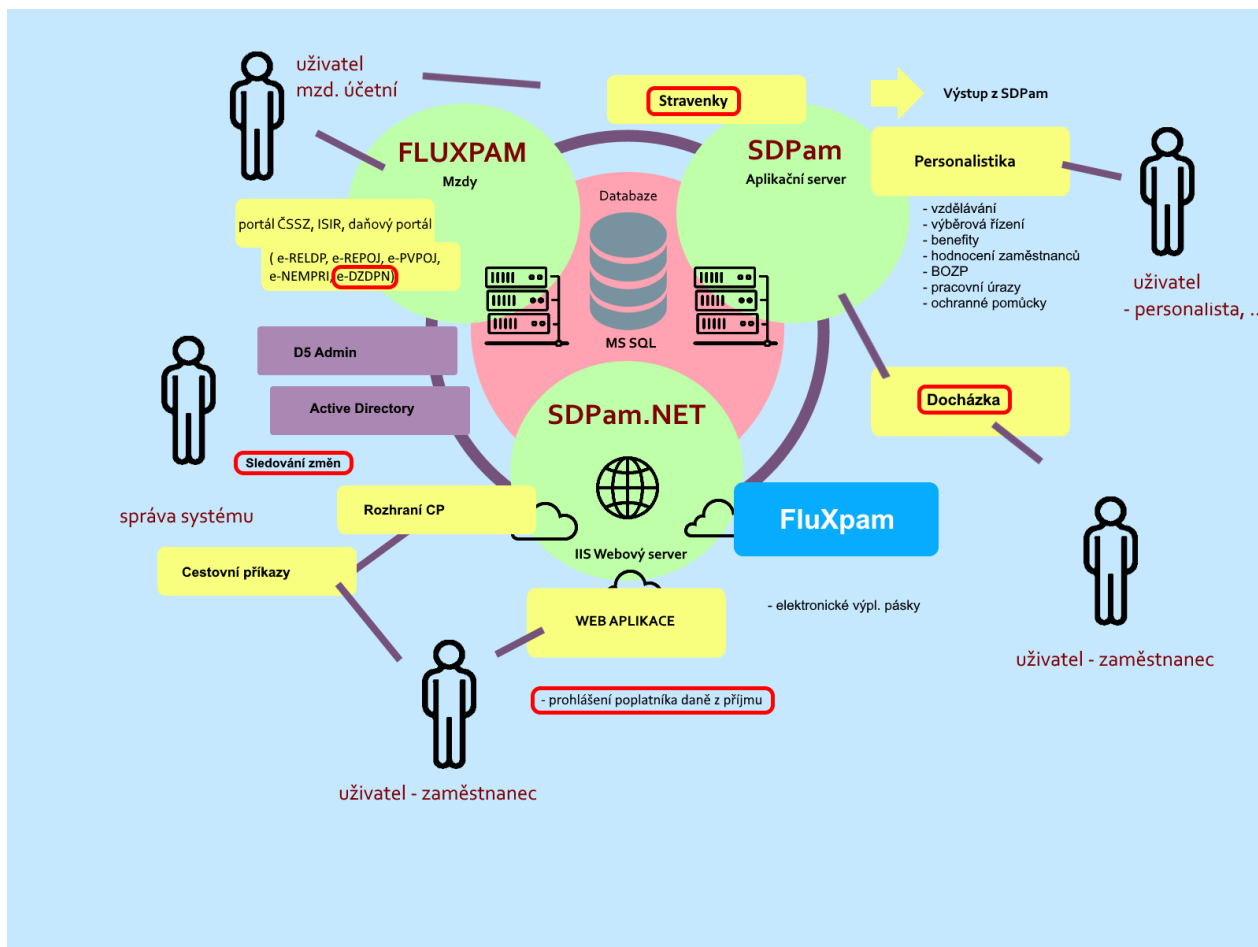 uživatel
mzd. účetní
Stravenky
Výstup z SDPam
FLUXPAM
Mzdy
SDPam
Aplikační server
Personalistika
- vzdělávání
- výběrová řízení
- benefity
- hodnocení zaměstnanců
- BOZP
- pracovní úrazy
- ochranné pomůcky
uživatel
- personalista, ..
Databaze
MS SQL
portál ČSSZ, ISIR, daňový portál
( e-RELDP, e-REPOJ, e-PVPOJ,
e-NEMPRI, e-DZDPN)
D5 Admin
Active Directory
Sledování změn
správa systému
Docházka
SDPam.NET
IIS Webový server
Rozhraní CP
FluXpam
Cestovní příkazy
- elektronické výpl. pásky
WEB APLIKACE
- prohlášení poplatníka daně z příjmu
uživatel - zaměstnanec
uživatel - zaměstnanec